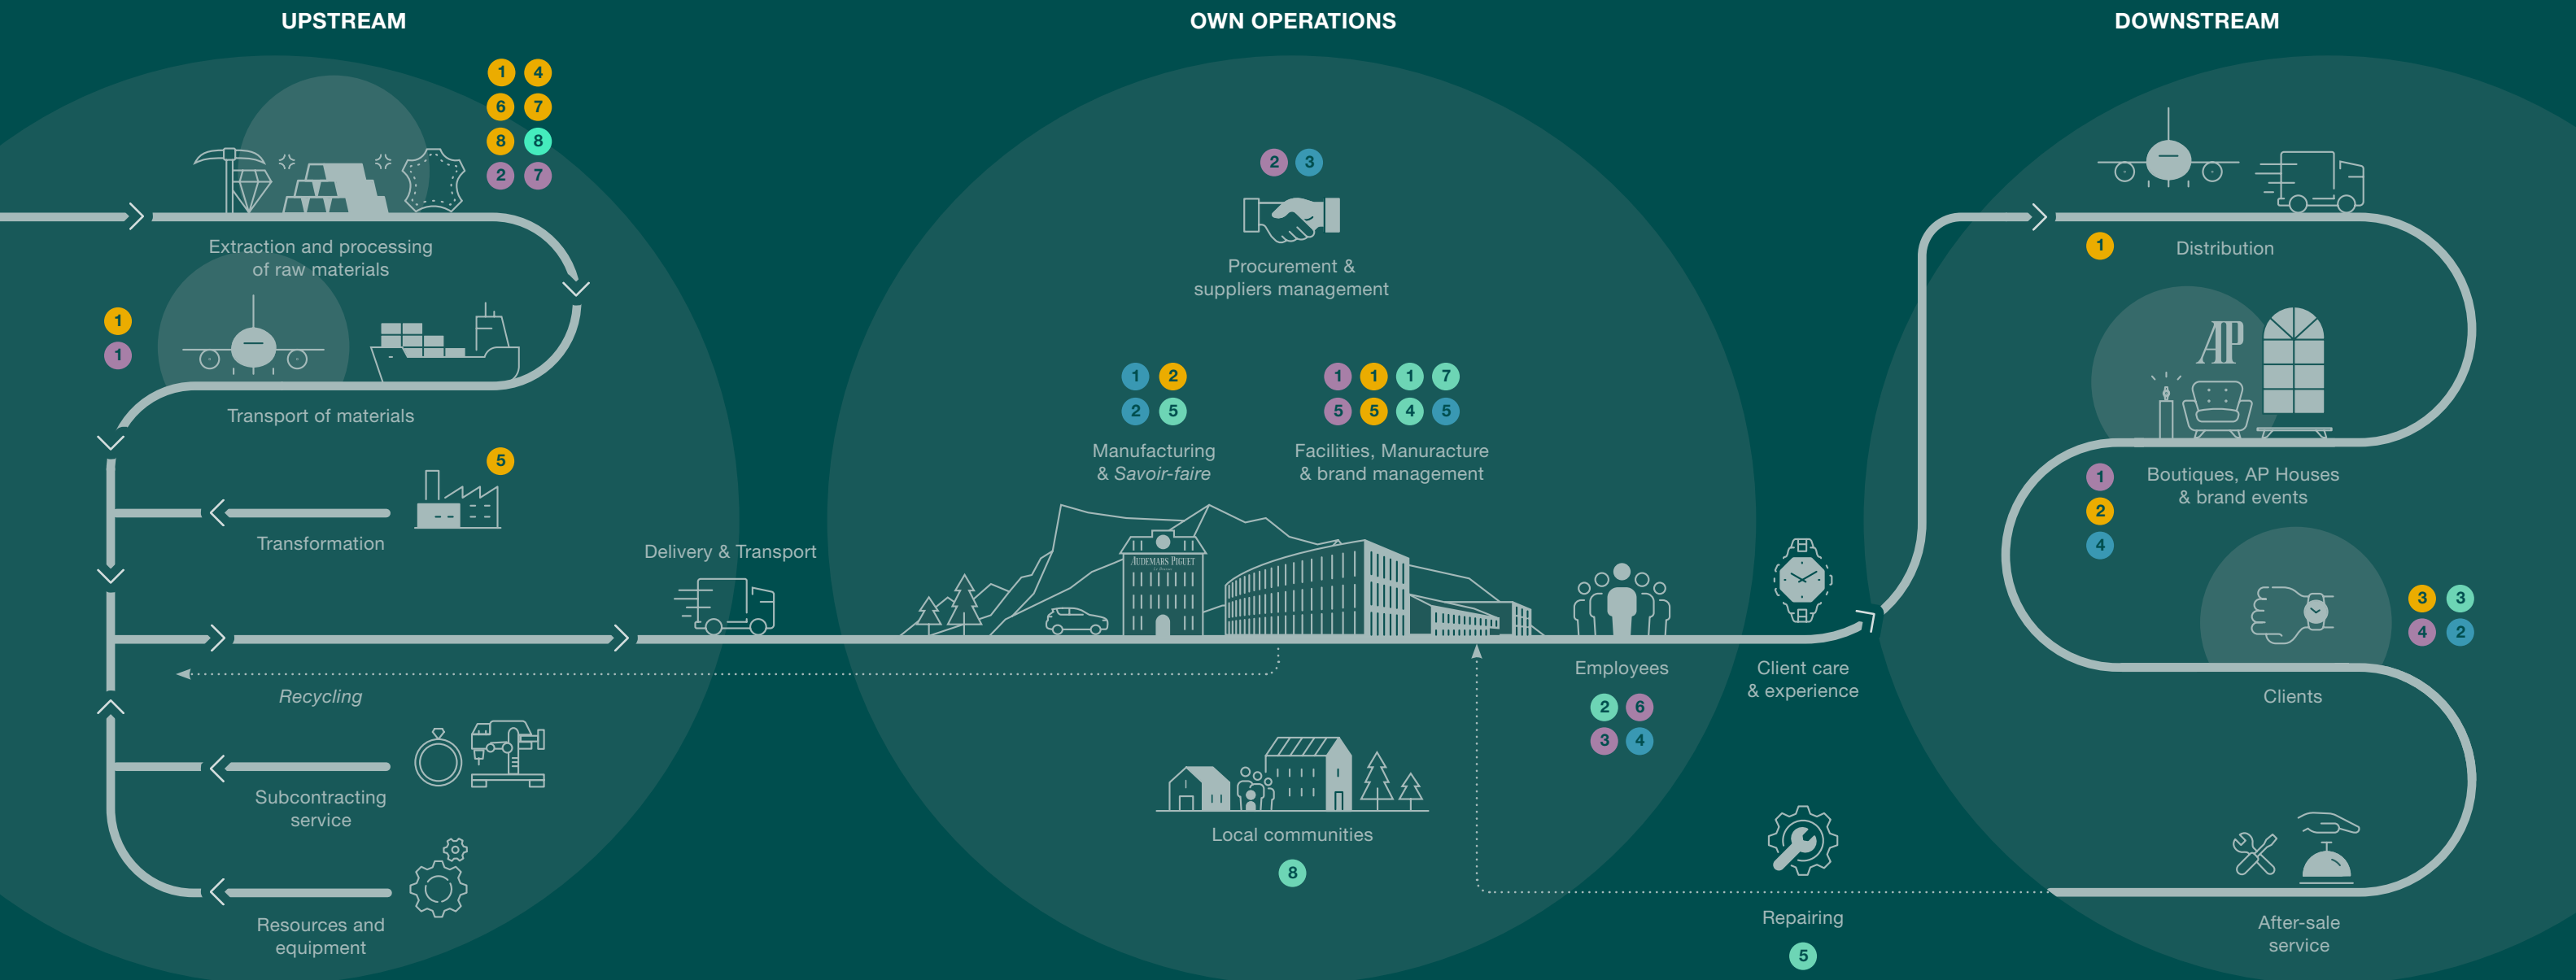 UPSTREAM
OWN OPERATIONS
DOWNSTREAM
1 4
6 7
8 8
2 7
Extraction and processing
of raw materials
1
1
Transport of materials
5
Transformation
Delivery & Transport
Recycling
Subcontracting
service
Resources and
equipment
2 3
Procurement &
suppliers management
1 2
2 5
Manufacturing
& Savoir-faire
1 1 1 7
5 5 4 5
Facilities, Manuracture
& brand management
AUDEMARS PIGUET
Employees
2 6
3 4
Client care
& experience
Local communities
8
Repairing
5
1
Distribution
AP
Boutiques, AP Houses
& brand events
1
2
4
3 3
4 2
Clients
After-sale
service